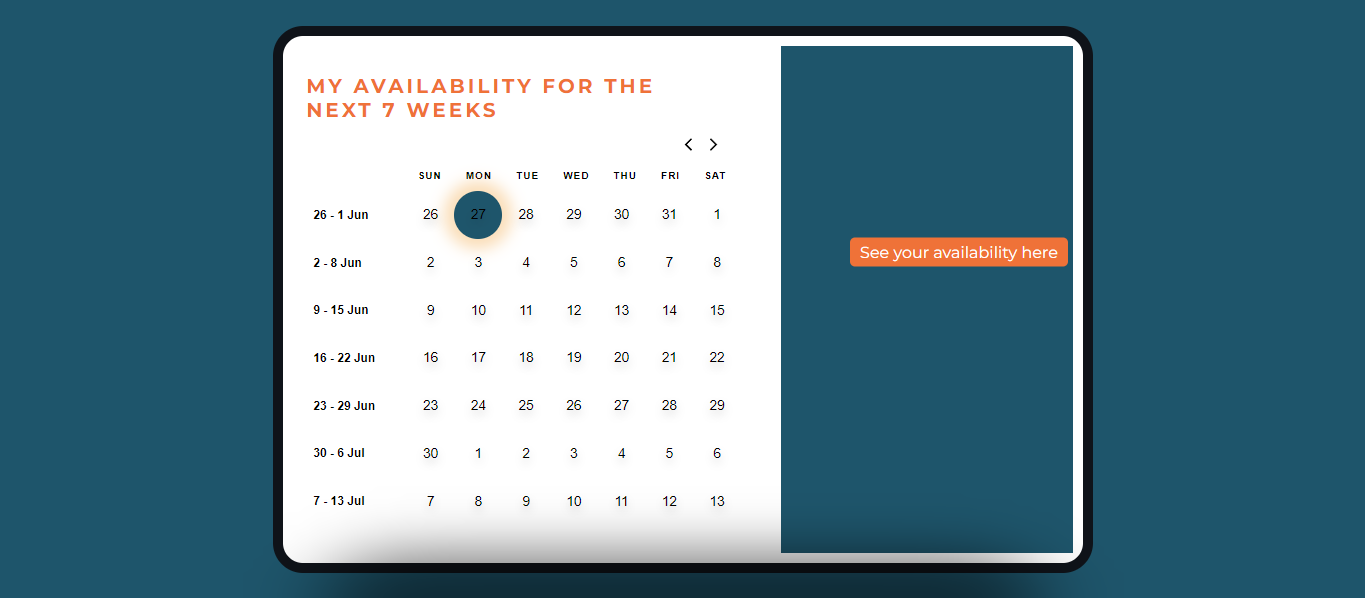 MY AVAILABILITY FOR THE
NEXT 7 WEEKS
SUN MON TUE WED THU FRI SAT
26 - 1 Jun 26 27 28 29 30 31 1
2 - 8 Jun 2 3 4 5 6 7 8
9 - 15 Jun 9 10 11 12 13 14 15
See your availability here
16 - 22 Jun 16 17 18 19 20 21 22
23 - 29 Jun 23 24 25 26 27 28 29
30 - 6 Jul 30 1 2 3 4 5 6
7 - 13 Jul 7 8 9 10 11 12 13